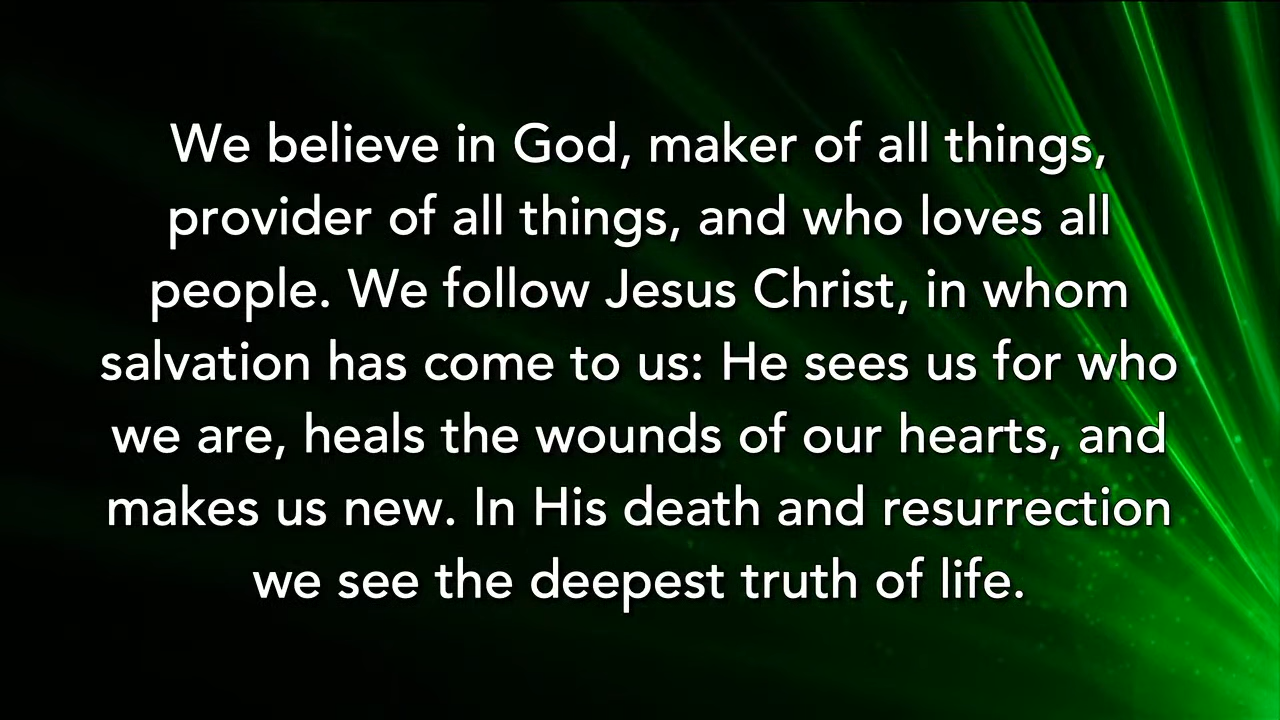 We believe in God, maker of all things,
provider of all things, and who loves all
people. We follow Jesus Christ, in whom
salvation has come to us: He sees us for who
we are, heals the wounds of our hearts, and
makes us new. In His death and resurrection
we see the deepest truth of life.